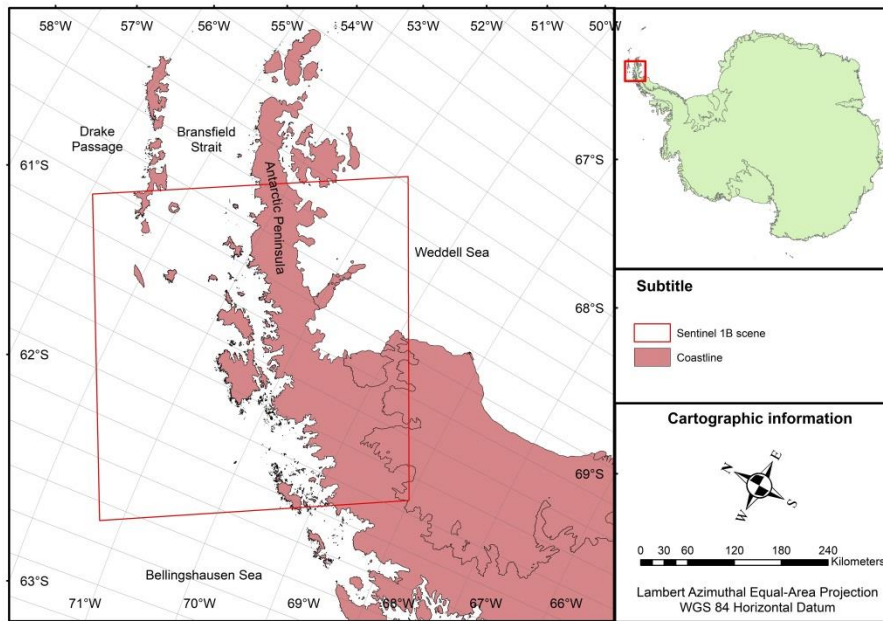 58°W 57°W 56°W 55°W 54°W 53°W 52°W 51°W 50°W
Drake
Passage
Bransfield
Strait
61°S
67°S
Antarctic Peninsula
Weddell Sea
68°S
62°S
69°S
Bellingshausen Sea
63°S
71°W 70°W 69°W 68°W 67°W 66°W
Subtitle
Sentinel 1B scene
Coastline
Cartographic information
N
E
W
S
0 15 30 60 120 180 240
Kilometers
Lambert Azimuthal Equal-Area Projection
WGS 84 Horizontal Datum